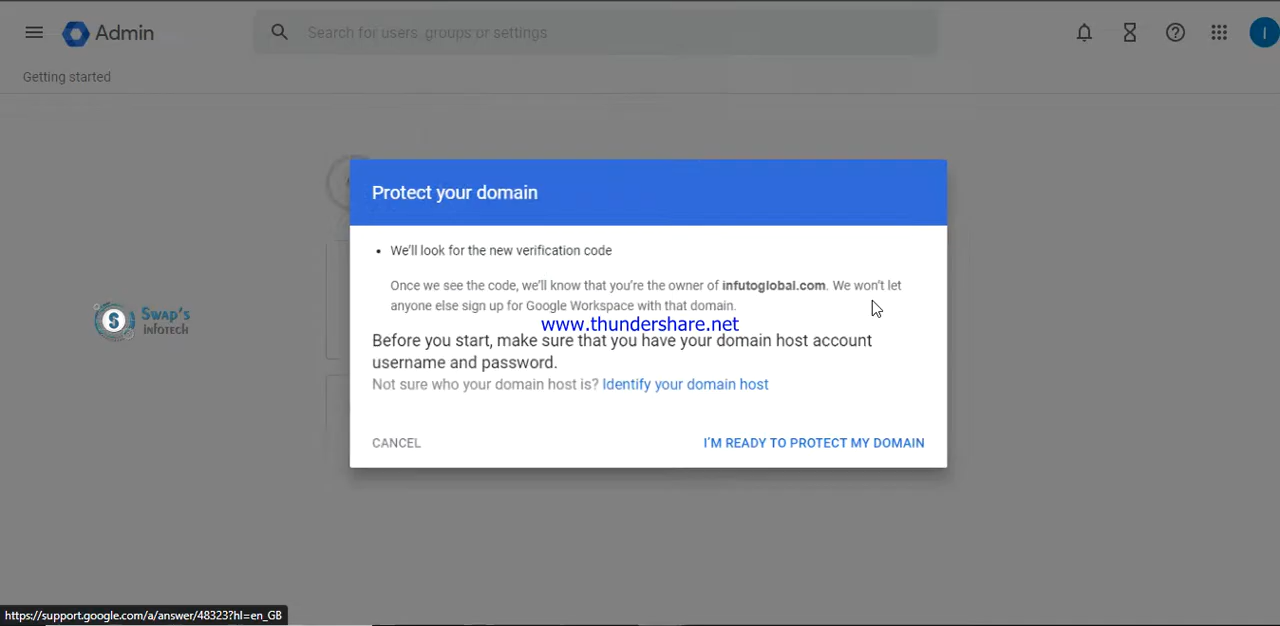 Admin
Search for users, groups or settings
I
Getting started
Protect your domain
• We'll look for the new verification code
Once we see the code, we'll know that you're the owner of infutoglobal.com. We won't let
anyone else sign up for Google Workspace with that domain.
www.thundershare.net
Before you start, make sure that you have your domain host account
username and password.
Not sure who your domain host is? Identify your domain host
CANCEL
I'M READY TO PROTECT MY DOMAIN
S
Swap's
Infotech
https://support.google.com/a/answer/48323?hl=en_GB